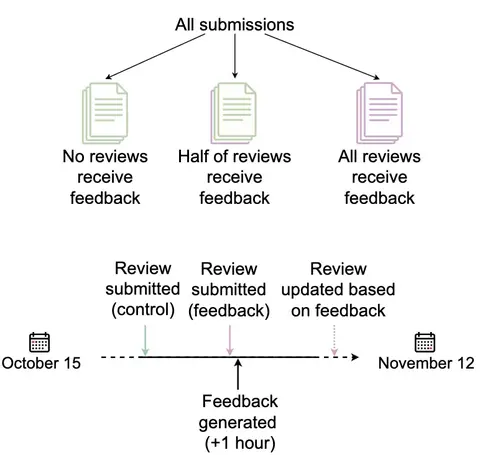 All submissions
No reviews
receive
feedback
Half of reviews
receive
feedback
All reviews
receive
feedback
Review
submitted
(control)
Review
submitted
(feedback)
Review
updated based
on feedback
October 15
November 12
Feedback
generated
(+1 hour)